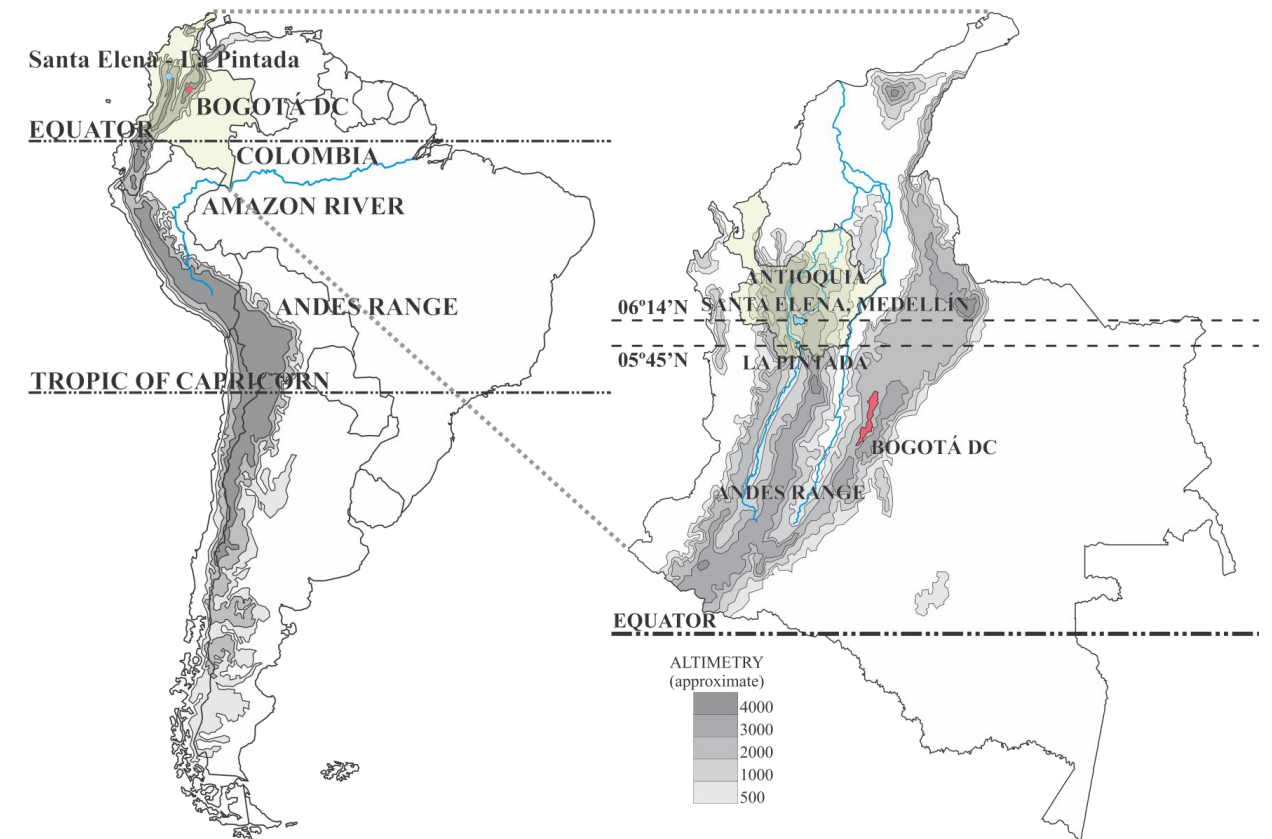 Santa Elena - La Pintada
BOGOTÁ DC
EQUATOR
COLOMBIA
AMAZON RIVER
ANDES RANGE
TROPIC OF CAPRICORN
ANTIOQUIA
06º14’N SANTA ELENA, MEDELLÍN
05º45’N LA PINTADA
BOGOTÁ DC
ANDES RANGE
EQUATOR
ALTIMETRY
(approximate)
4000
3000
2000
1000
500